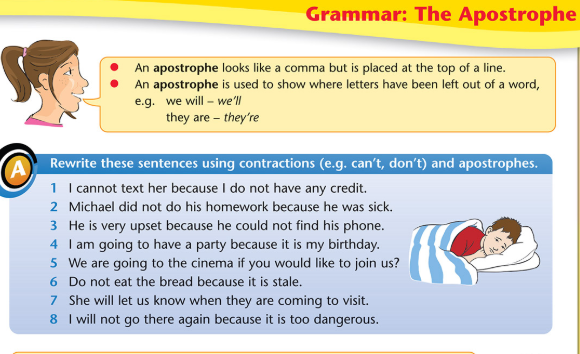 Grammar: The Apostrophe
● An apostrophe looks like a comma but is placed at the top of a line.
● An apostrophe is used to show where letters have been left out of a word,
e.g. we will – we'll
they are – they're
A Rewrite these sentences using contractions (e.g. can't, don't) and apostrophes.
1 I cannot text her because I do not have any credit.
2 Michael did not do his homework because he was sick.
3 He is very upset because he could not find his phone.
4 I am going to have a party because it is my birthday.
5 We are going to the cinema if you would like to join us?
6 Do not eat the bread because it is stale.
7 She will let us know when they are coming to visit.
8 I will not go there again because it is too dangerous.